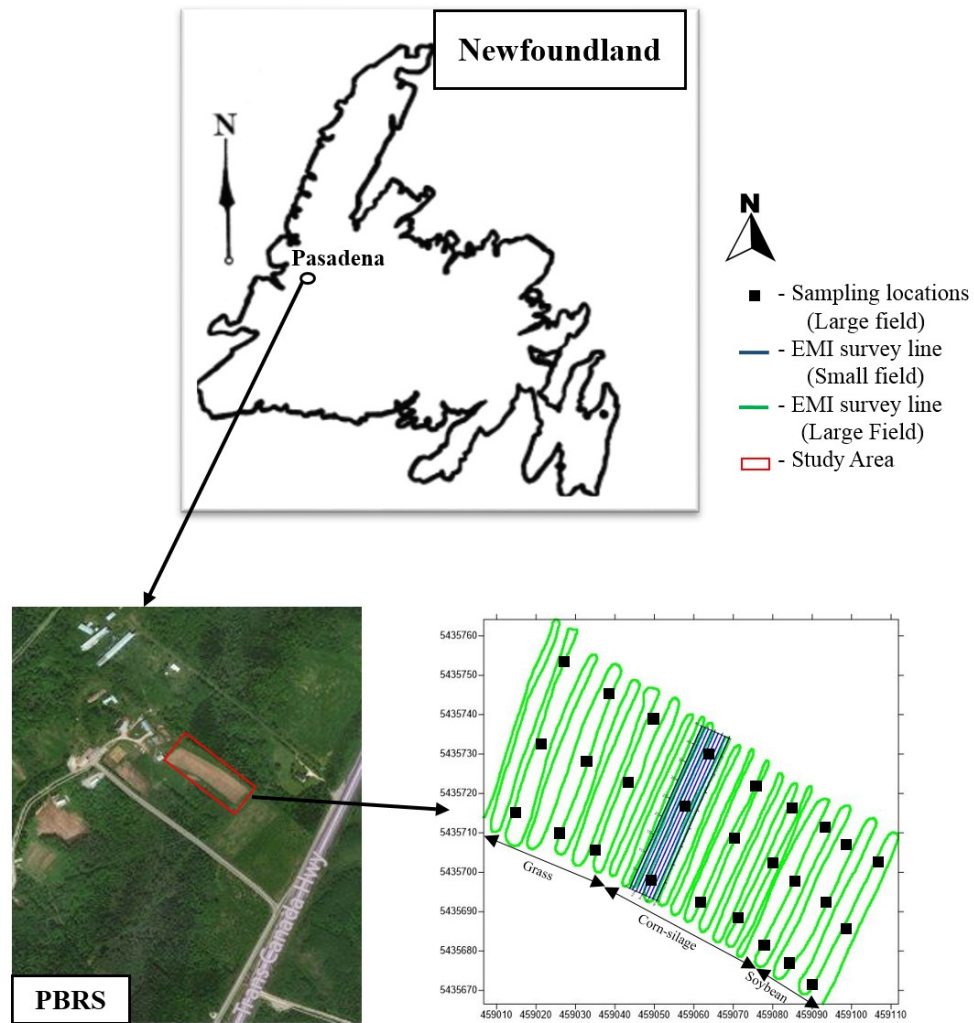 Newfoundland
N
Pasadena
N
- Sampling locations
(Large field)
- EMI survey line
(Small field)
- EMI survey line
(Large Field)
- Study Area
Trans-Canada-Hwy
PBRS
5435760
5435750
5435740
5435730
5435720
5435710
5435700
5435690
5435680
5435670
Grass
Corn-silage
Soybean
459010 459020 459030 459040 459050 459060 459070 459080 459090 459100 459110